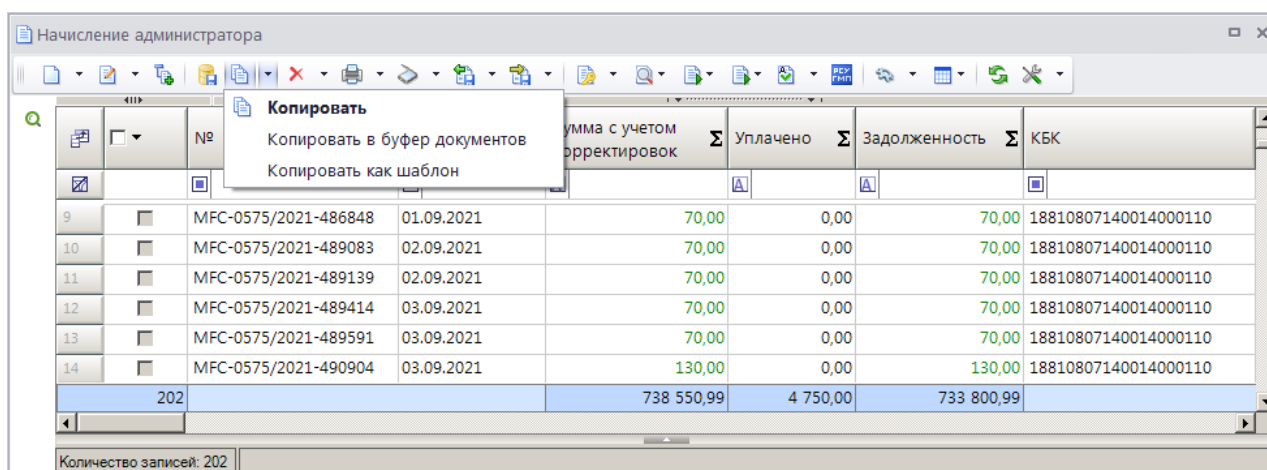 Начисление администратора
РСУ ГМП
Копировать
Копировать в буфер документов
Копировать как шаблон
№ умма с учетом орректировок Σ Уплачено Σ Задолженность Σ КБК
9 MFC-0575/2021-486848 01.09.2021 70,00 0,00 70,00 18810807140014000110
10 MFC-0575/2021-489083 02.09.2021 70,00 0,00 70,00 18810807140014000110
11 MFC-0575/2021-489139 02.09.2021 70,00 0,00 70,00 18810807140014000110
12 MFC-0575/2021-489414 03.09.2021 70,00 0,00 70,00 18810807140014000110
13 MFC-0575/2021-489591 03.09.2021 70,00 0,00 70,00 18810807140014000110
14 MFC-0575/2021-490904 03.09.2021 130,00 0,00 130,00 18810807140014000110
202 738 550,99 4 750,00 733 800,99
Количество записей: 202